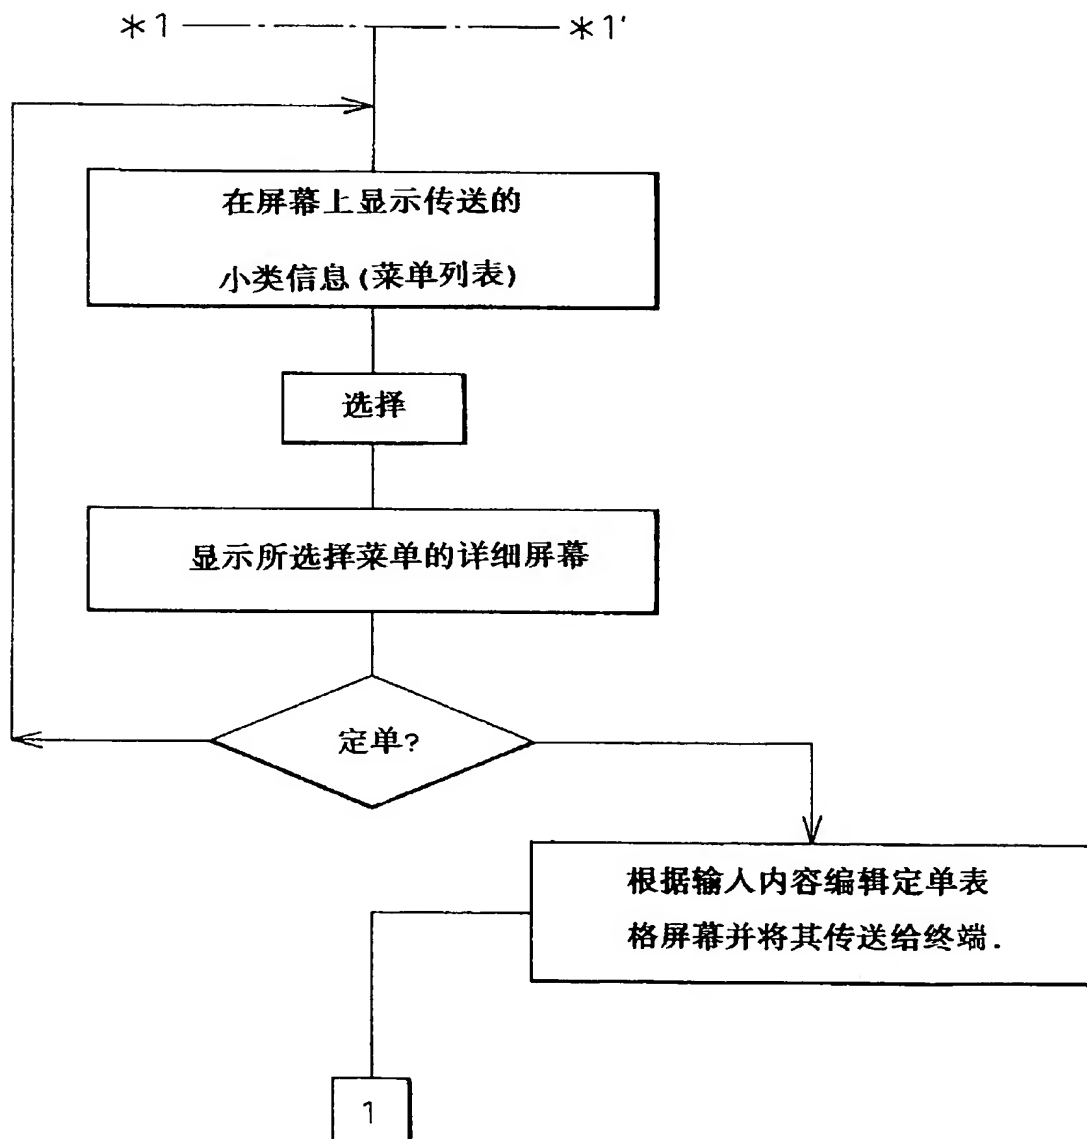 *1
*1'
在屏幕上显示传送的
小类信息(菜单列表)
选择
显示所选择菜单的详细屏幕
定单?
根据输入内容编辑定单表
格屏幕并将其传送给终端.
1